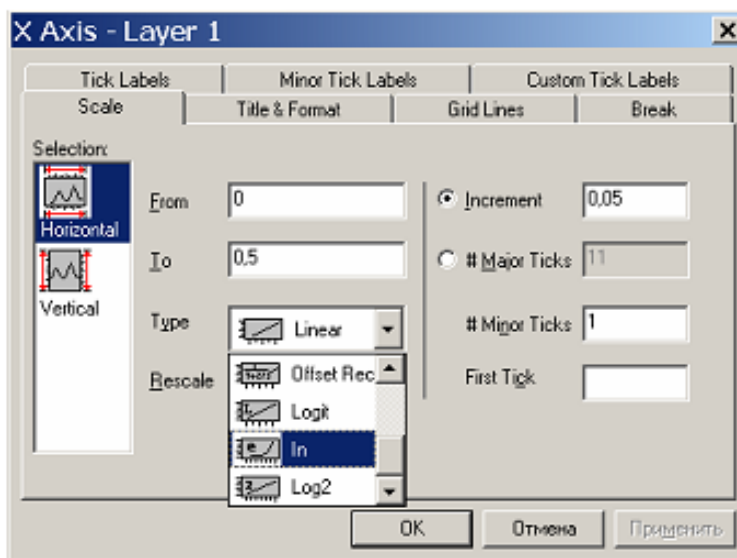 X Axis - Layer 1
Tick Labels Minor Tick Labels Custom Tick Labels
Scale Title & Format Grid Lines Break
Selection:
Horizontal
Vertical
From 0
To 0,5
Type Linear
Rescale
Offset Rec
Logit
ln
Log2
Increment 0,05
# Major Ticks 11
# Minor Ticks 1
First Tick
OK Отмена Применить